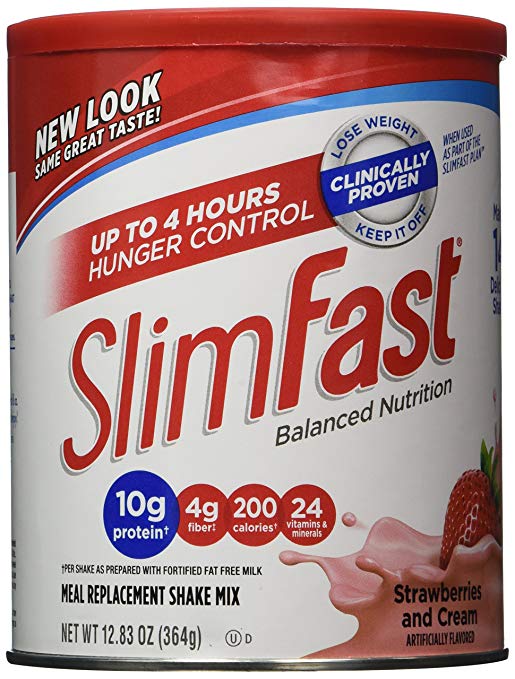 NEW LOOK
SAME GREAT TASTE!
LOSE WEIGHT
CLINICALLY
PROVEN
KEEP IT OFF
WHEN USED
AS PART OF THE
SLIMFAST PLAN*
UP TO 4 HOURS
HUNGER CONTROL
SlimFast®
Balanced Nutrition
10g
protein†
4g
fiber‡
200
calories†
24
vitamins &
minerals
†PER SHAKE AS PREPARED WITH FORTIFIED FAT FREE MILK
MEAL REPLACEMENT SHAKE MIX
NET WT 12.83 OZ (364g)
U D
Strawberries
and Cream
ARTIFICIALLY FLAVORED